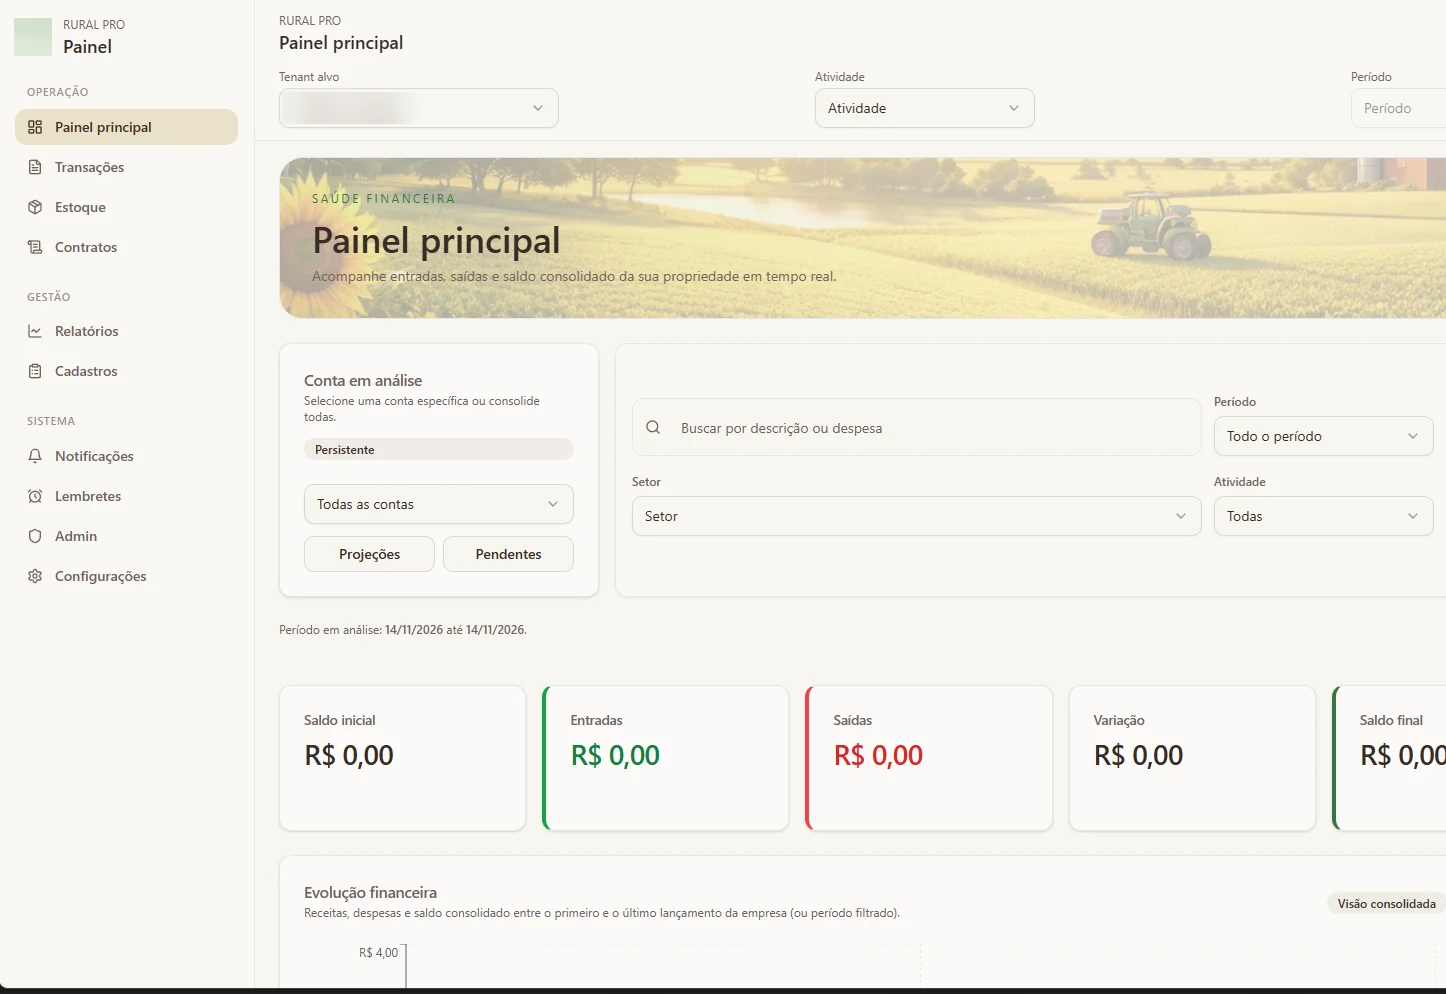 RURAL PRO
Painel
OPERAÇÃO
Painel principal
Transações
Estoque
Contratos
GESTÃO
Relatórios
Cadastros
SISTEMA
Notificações
Lembretes
Admin
Configurações
RURAL PRO
Painel principal
Tenant alvo
Atividade
Atividade
Período
Período
SAÚDE FINANCEIRA
Painel principal
Acompanhe entradas, saídas e saldo consolidado da sua propriedade em tempo real.
Conta em análise
Selecione uma conta específica ou consolide
todas.
Persistente
Todas as contas
Projeções
Pendentes
Buscar por descrição ou despesa
Período
Todo o período
Setor
Setor
Atividade
Todas
Período em análise: 14/11/2026 até 14/11/2026.
Saldo inicial
R$ 0,00
Entradas
R$ 0,00
Saídas
R$ 0,00
Variação
R$ 0,00
Saldo final
R$ 0,00
Evolução financeira
Receitas, despesas e saldo consolidado entre o primeiro e o último lançamento da empresa (ou período filtrado).
Visão consolidada
R$ 4,00